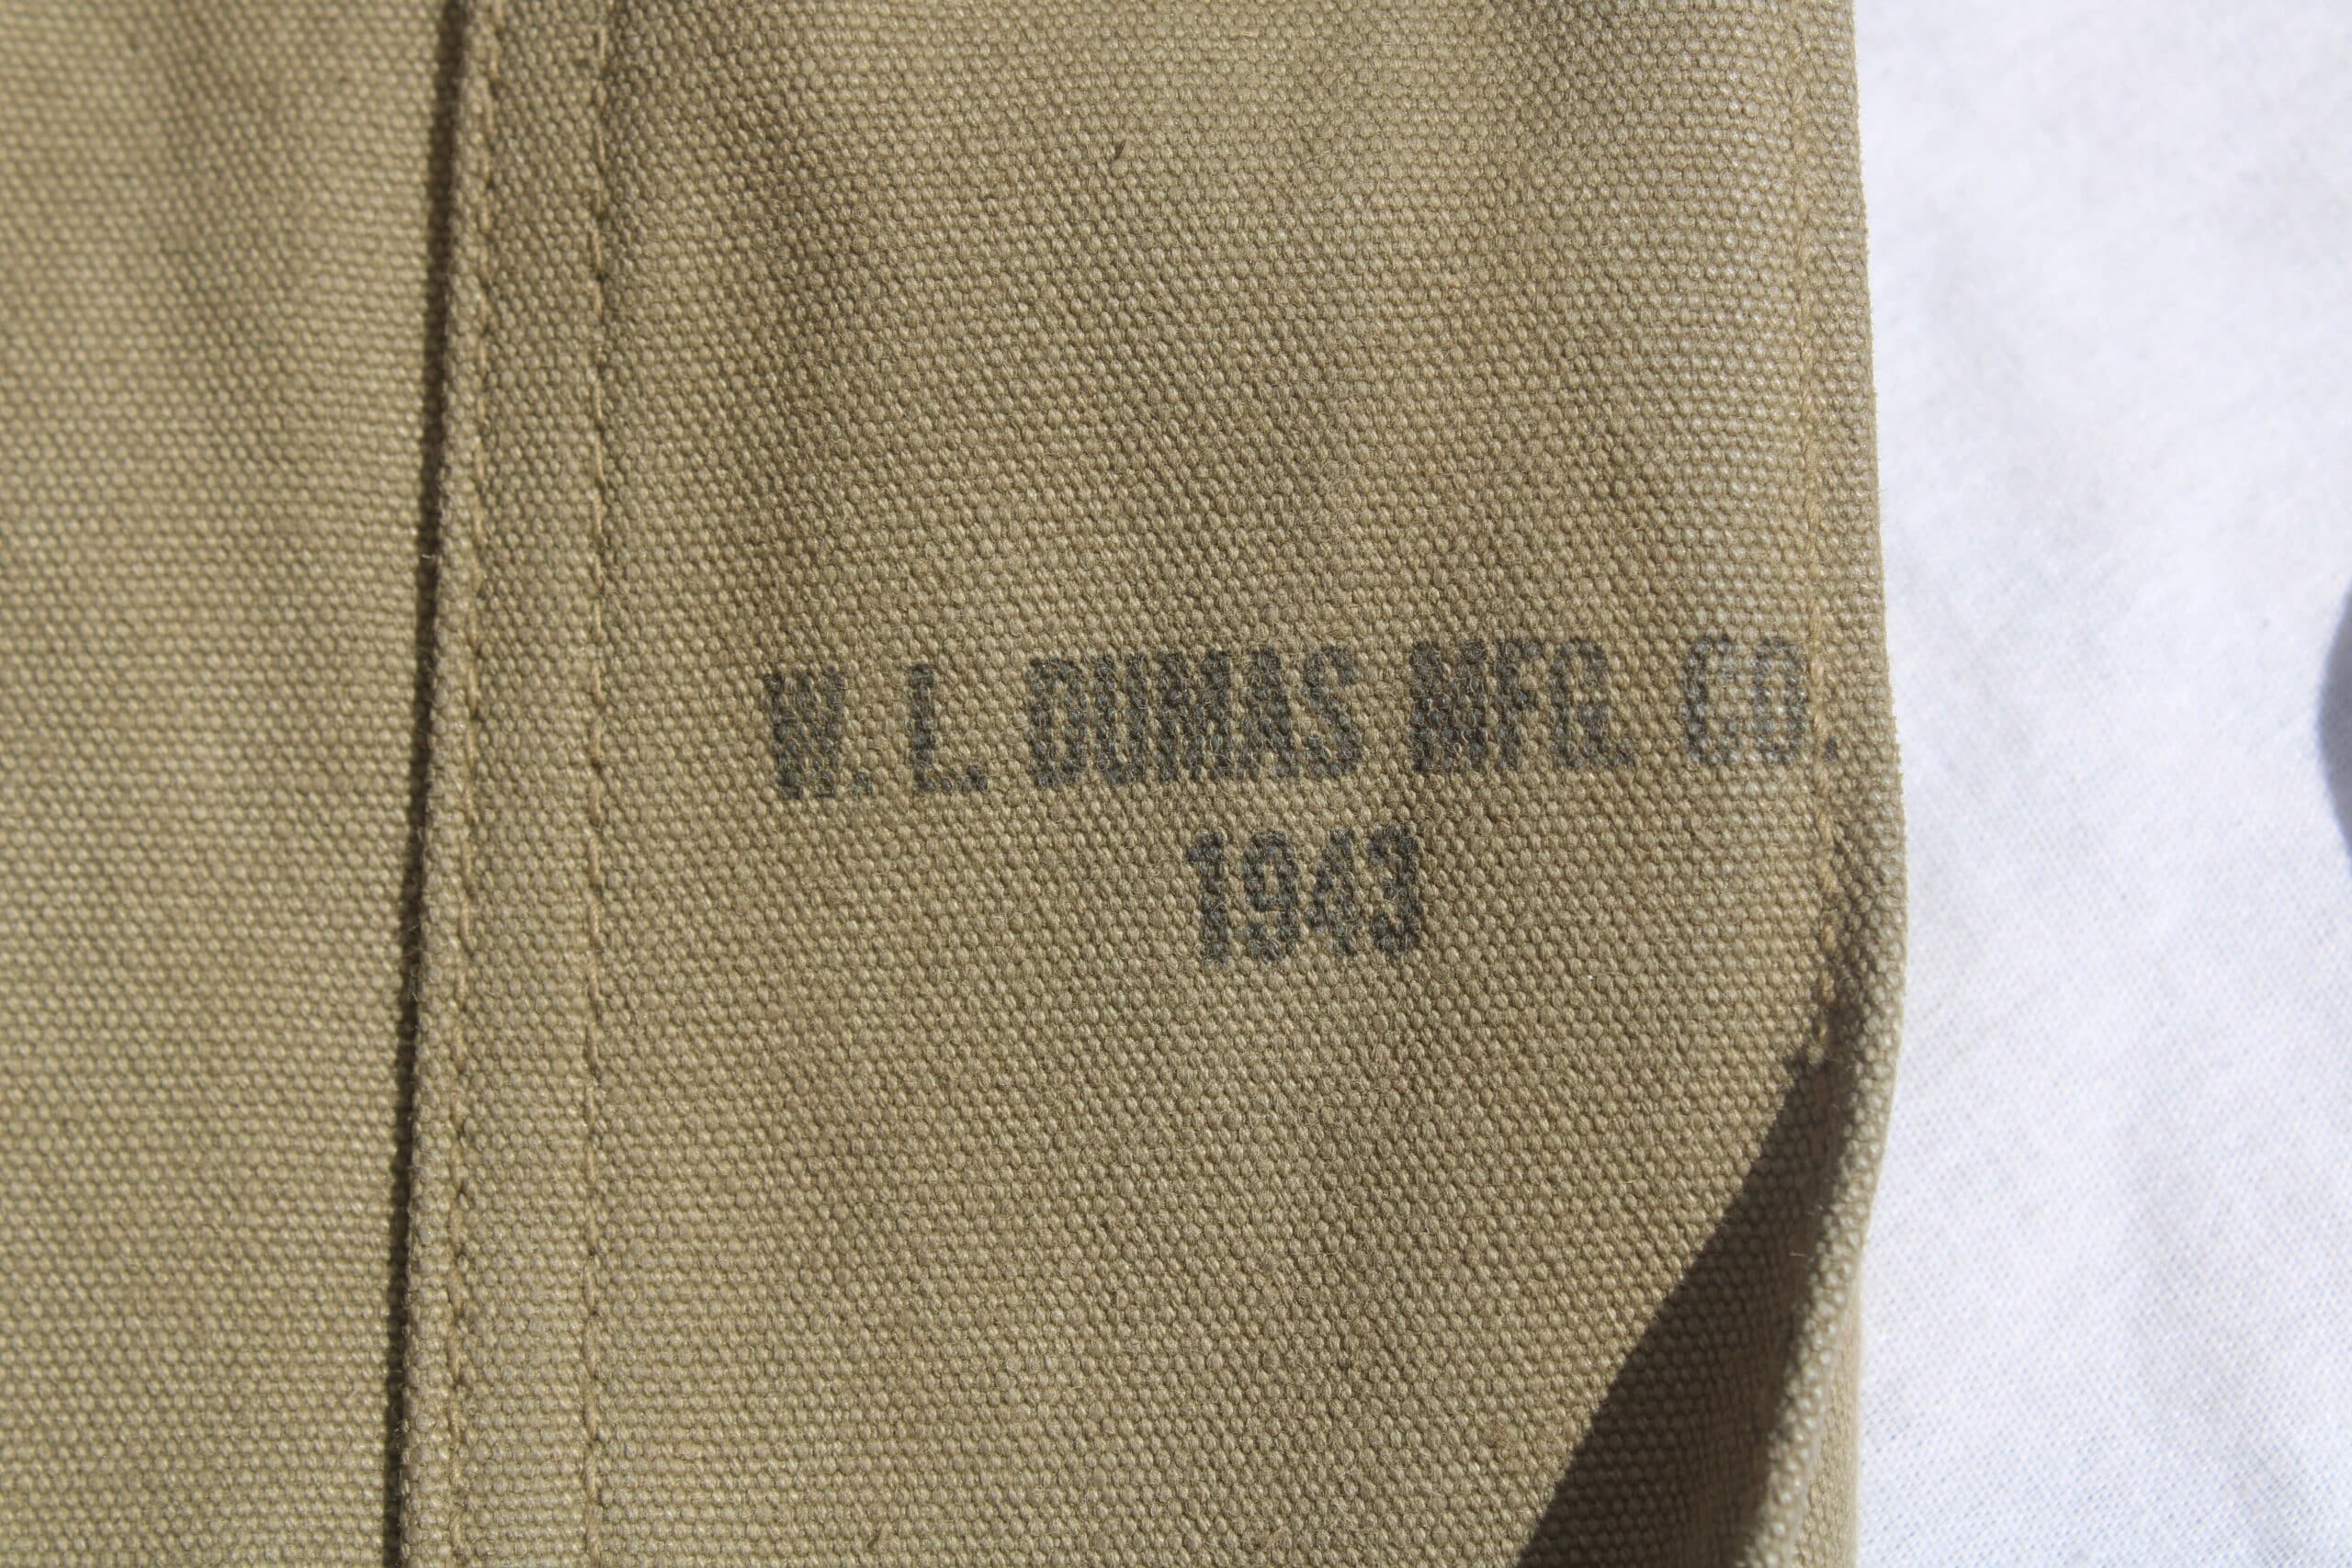 W. L. DUMAS MFG. CO.
1943